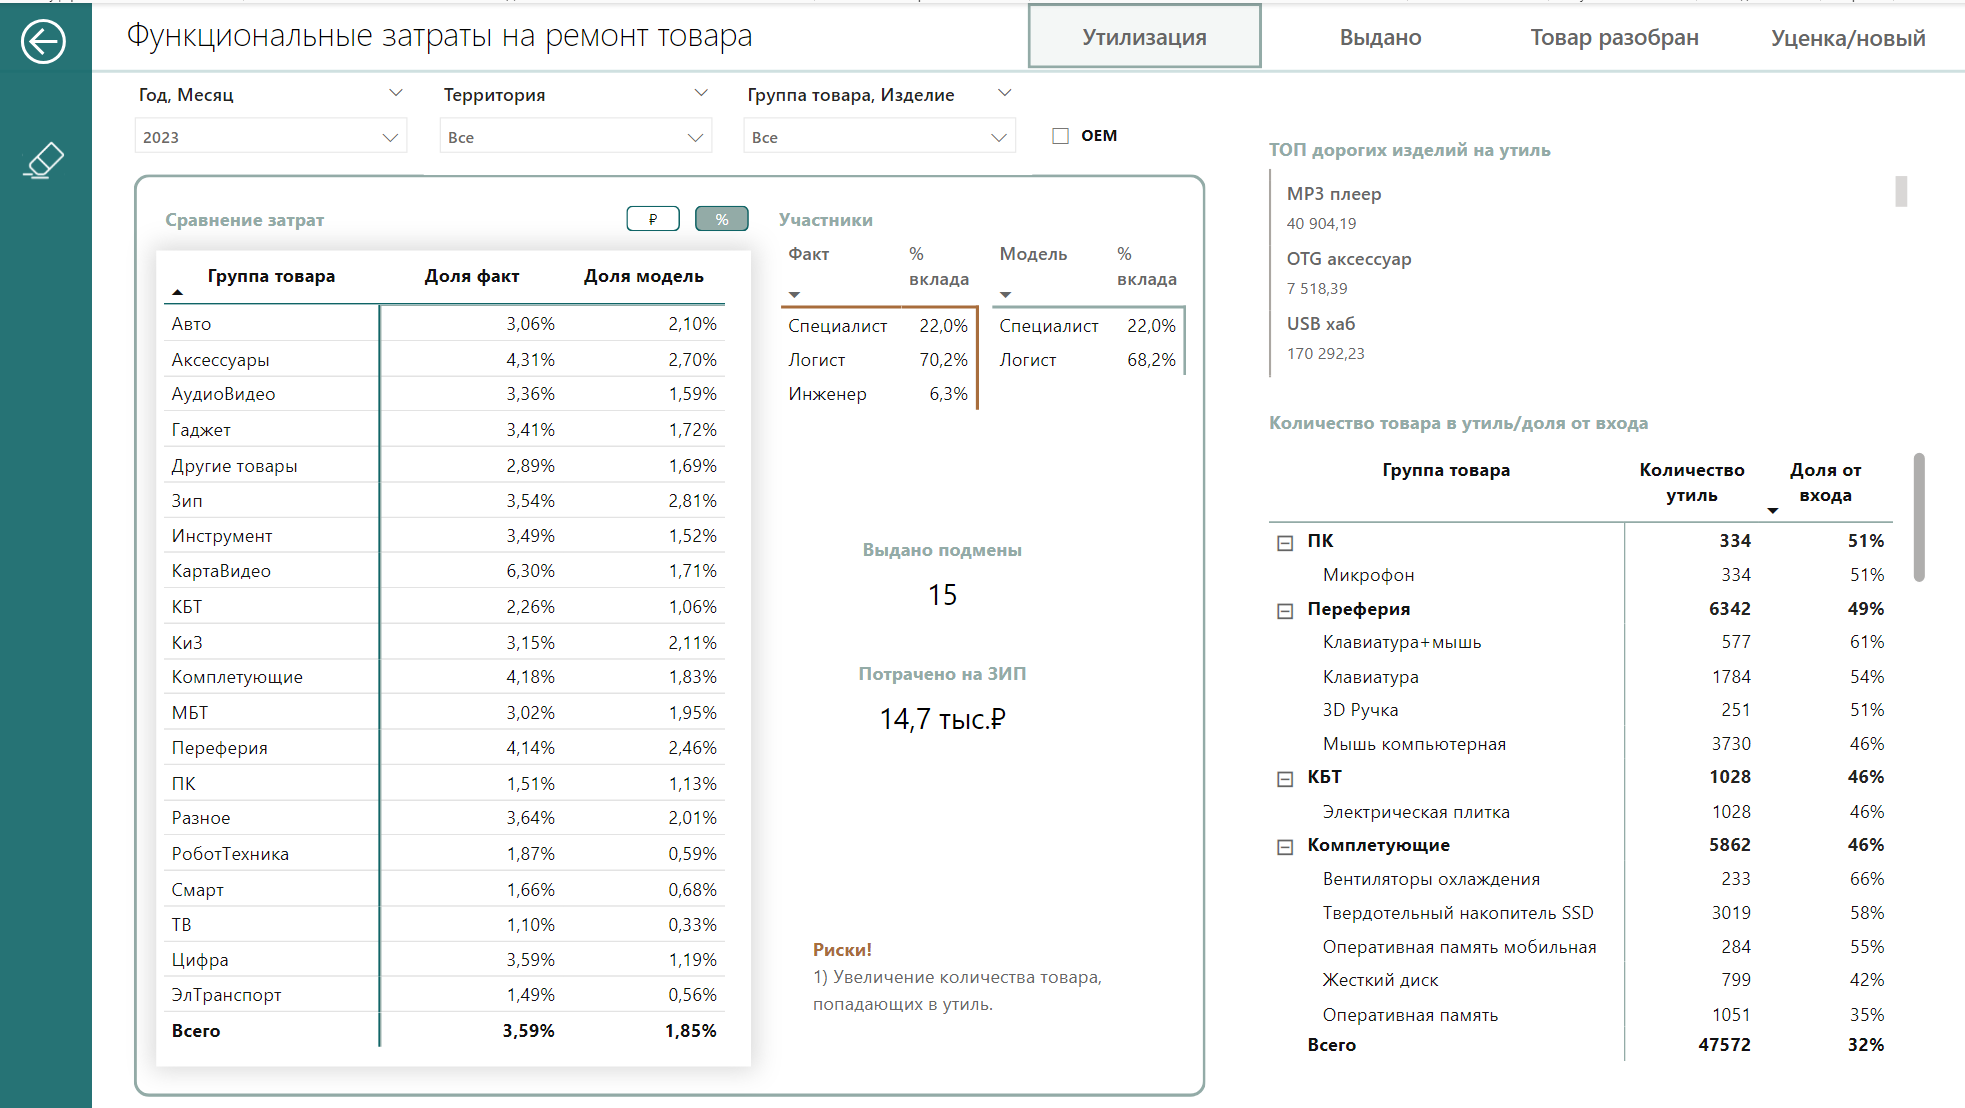 Функциональные затраты на ремонт товара
Утилизация
Выдано
Товар разобран
Уценка/новый
Год, Месяц
2023
Территория
Все
Группа товара, Изделие
Все
OEM
Сравнение затрат
₽
%
Группа товара Доля факт Доля модель
Авто 3,06% 2,10%
Аксессуары 4,31% 2,70%
АудиоВидео 3,36% 1,59%
Гаджет 3,41% 1,72%
Другие товары 2,89% 1,69%
Зип 3,54% 2,81%
Инструмент 3,49% 1,52%
КартаВидео 6,30% 1,71%
КБТ 2,26% 1,06%
КиЗ 3,15% 2,11%
Комплетующие 4,18% 1,83%
МБТ 3,02% 1,95%
Переферия 4,14% 2,46%
ПК 1,51% 1,13%
Разное 3,64% 2,01%
РоботТехника 1,87% 0,59%
Смарт 1,66% 0,68%
ТВ 1,10% 0,33%
Цифра 3,59% 1,19%
ЭлТранспорт 1,49% 0,56%
Всего 3,59% 1,85%
Участники
Факт % вклада
Специалист 22,0%
Логист 70,2%
Инженер 6,3%
Модель % вклада
Специалист 22,0%
Логист 68,2%
Выдано подмены
15
Потрачено на ЗИП
14,7 тыс.₽
Риски!
1) Увеличение количества товара,
попадающих в утиль.
ТОП дорогих изделий на утиль
MP3 плеер
40 904,19
OTG аксессуар
7 518,39
USB хаб
170 292,23
Количество товара в утиль/доля от входа
Группа товара Количество утиль Доля от входа
ПК 334 51%
Микрофон 334 51%
Переферия 6342 49%
Клавиатура+мышь 577 61%
Клавиатура 1784 54%
3D Ручка 251 51%
Мышь компьютерная 3730 46%
КБТ 1028 46%
Электрическая плитка 1028 46%
Комплетующие 5862 46%
Вентиляторы охлаждения 233 66%
Твердотельный накопитель SSD 3019 58%
Оперативная память мобильная 284 55%
Жесткий диск 799 42%
Оперативная память 1051 35%
Всего 47572 32%